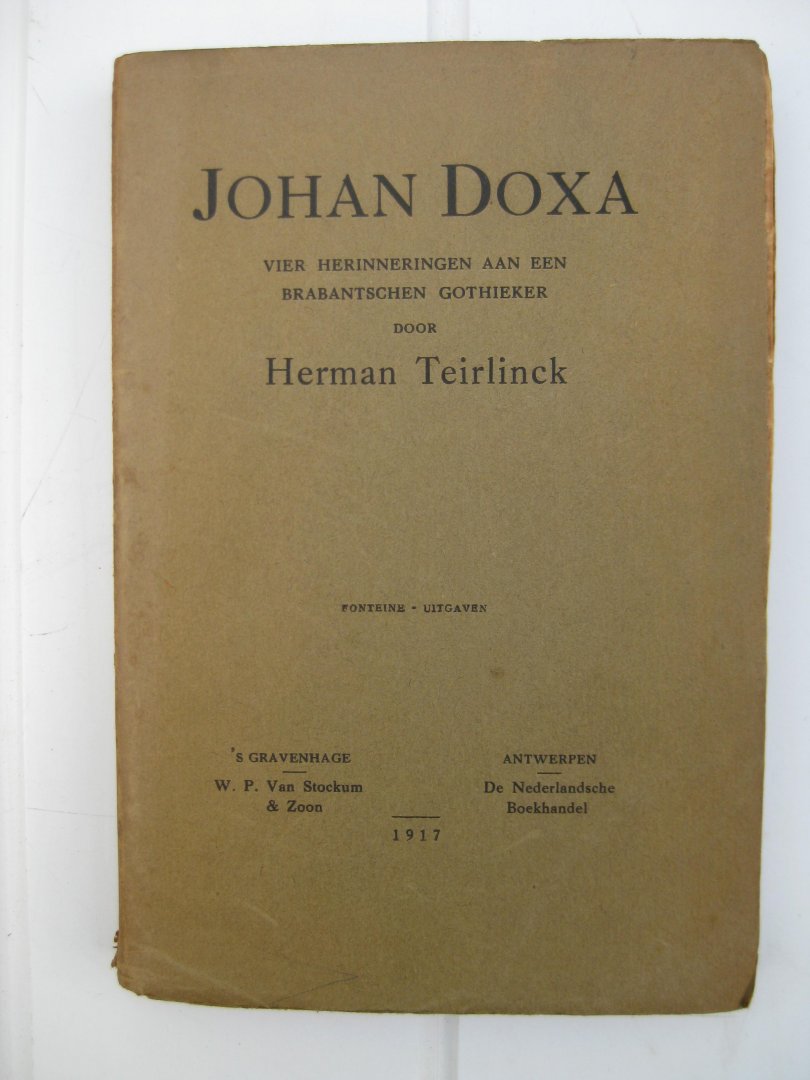 JOHAN DOXA
VIER HERINNERINGEN AAN EEN
BRABANTSCHEN GOTHIEKER
DOOR
Herman Teirlinck
FONTEINE - UITGAVEN
'S GRAVENHAGE
W. P. Van Stockum
& Zoon
ANTWERPEN
De Nederlandsche
Boekhandel
1917